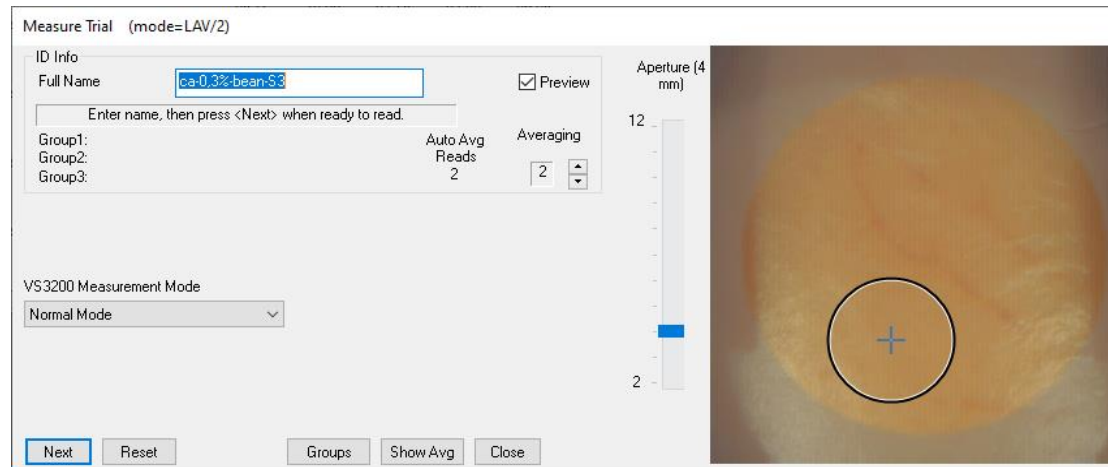 Measure Trial (mode=LAV/2)
ID Info
Full Name
ca-0,3%-bean-S3
Preview
Enter name, then press <Next> when ready to read.
Group1:
Group2:
Group3:
Auto Avg
Reads
2
Averaging
2
Aperture (4
mm)
12
2
VS3200 Measurement Mode
Normal Mode
Next
Reset
Groups
Show Avg
Close